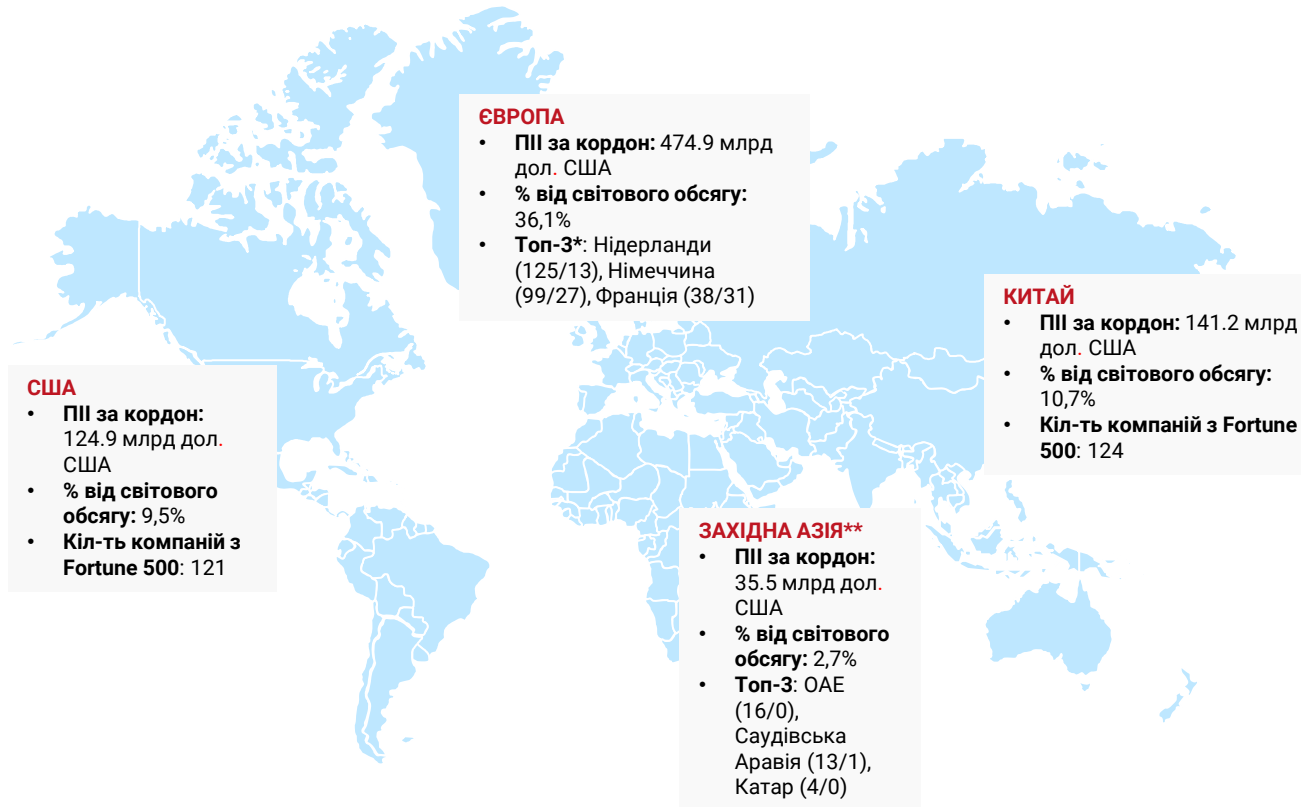 ЄВРОПА
• ПІІ за кордон: 474.9 млрд
дол. США
• % від світового обсягу:
36,1%
• Топ-3*: Нідерланди
(125/13), Німеччина
(99/27), Франція (38/31)
КИТАЙ
• ПІІ за кордон: 141.2 млрд
дол. США
• % від світового обсягу:
10,7%
• Кіл-ть компаній з Fortune
500: 124
США
• ПІІ за кордон:
124.9 млрд дол.
США
• % від світового
обсягу: 9,5%
• Кіл-ть компаній з
Fortune 500: 121
ЗАХІДНА АЗІЯ**
• ПІІ за кордон:
35.5 млрд дол.
США
• % від світового
обсягу: 2,7%
• Топ-3: ОАЕ
(16/0),
Саудівська
Аравія (13/1),
Катар (4/0)